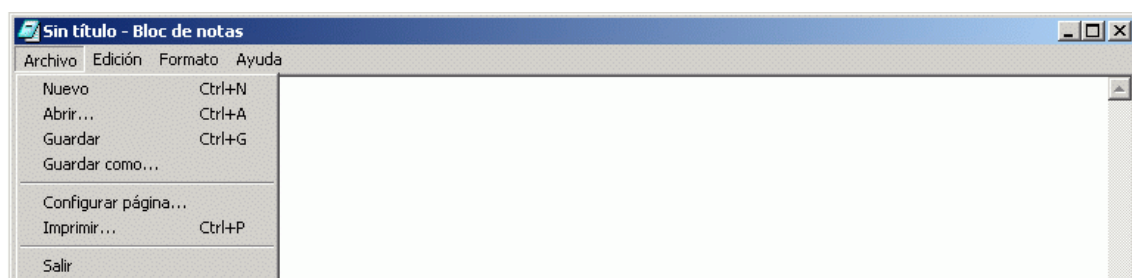 Sin título - Bloc de notas
Archivo Edición Formato Ayuda
Nuevo Ctrl+N
Abrir... Ctrl+A
Guardar Ctrl+G
Guardar como...
Configurar página...
Imprimir... Ctrl+P
Salir